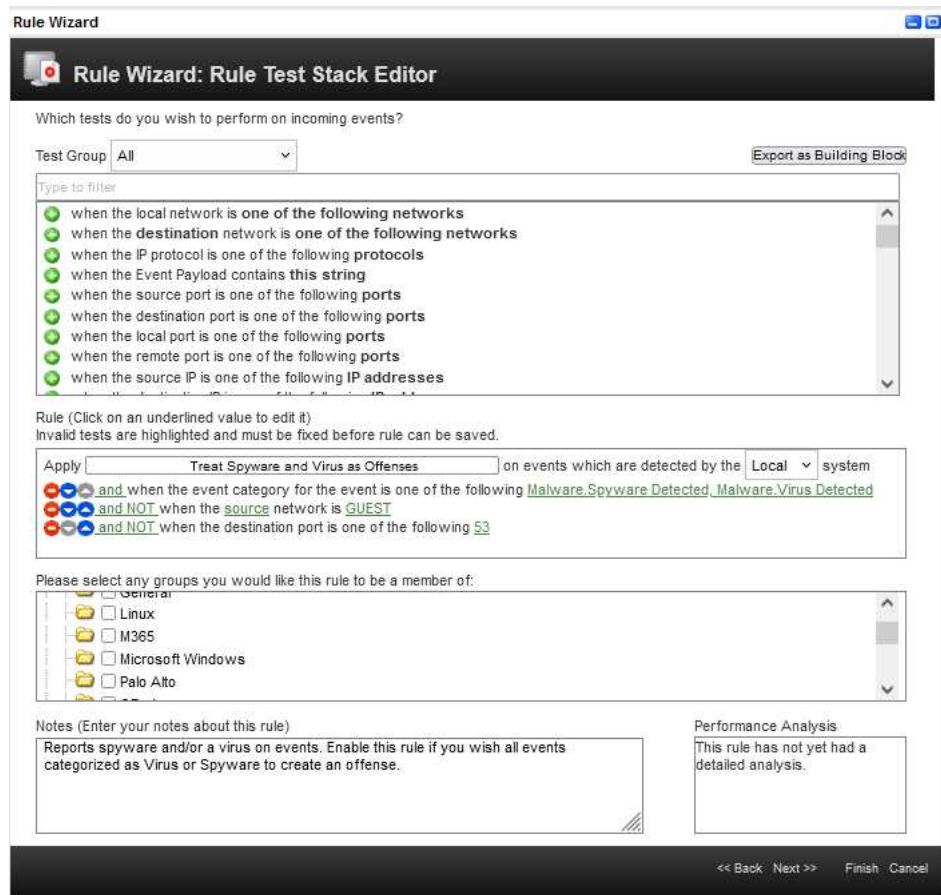 Rule Wizard
Rule Wizard: Rule Test Stack Editor
Which tests do you wish to perform on incoming events?
Test Group All
Export as Building Block
Type to filter
when the local network is one of the following networks
when the destination network is one of the following networks
when the IP protocol is one of the following protocols
when the Event Payload contains this string
when the source port is one of the following ports
when the destination port is one of the following ports
when the local port is one of the following ports
when the remote port is one of the following ports
when the source IP is one of the following IP addresses
Rule (Click on an underlined value to edit it)
Invalid tests are highlighted and must be fixed before rule can be saved.
Apply Treat Spyware and Virus as Offenses on events which are detected by the Local system
and when the event category for the event is one of the following Malware.Spyware Detected, Malware.Virus Detected
and NOT when the source network is GUEST
and NOT when the destination port is one of the following 53
Please select any groups you would like this rule to be a member of:
General
Linux
M365
Microsoft Windows
Palo Alto
Notes (Enter your notes about this rule)
Reports spyware and/or a virus on events. Enable this rule if you wish all events
categorized as Virus or Spyware to create an offense.
Performance Analysis
This rule has not yet had a
detailed analysis.
<< Back Next >> Finish Cancel